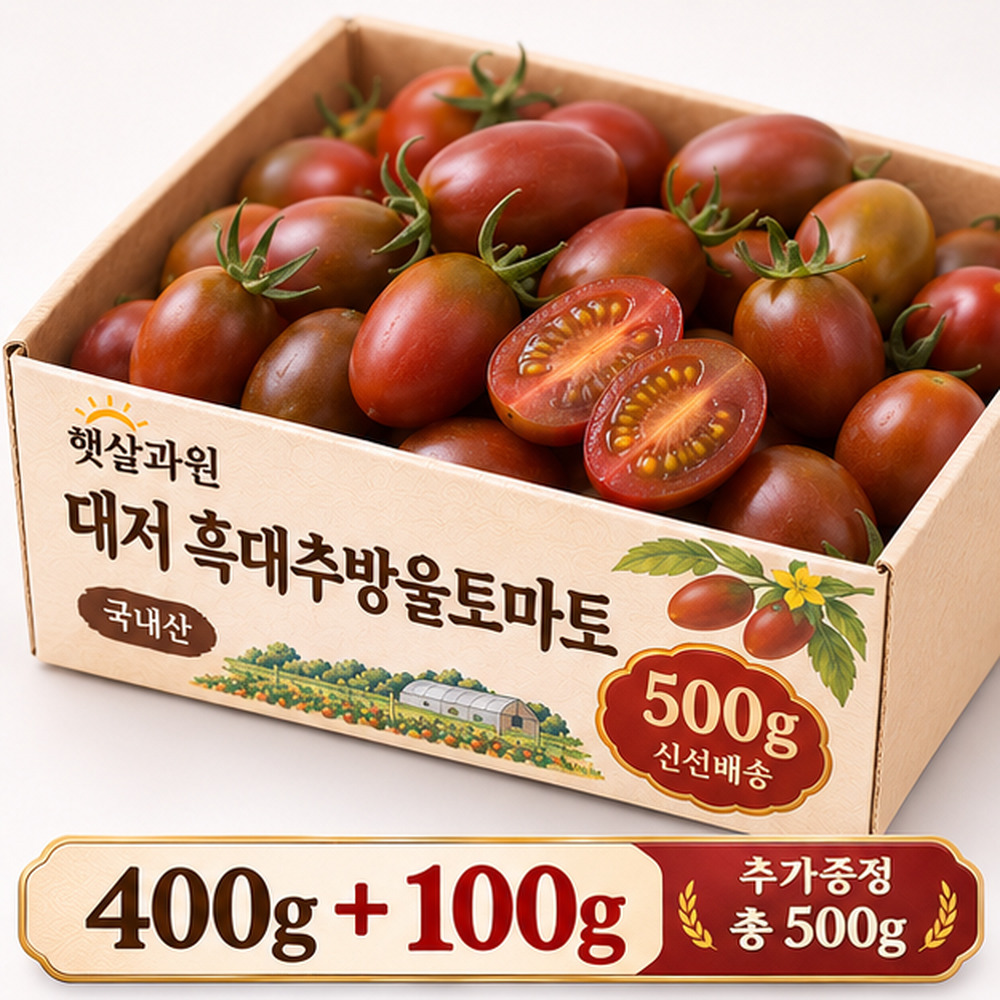 햇살과원
대저 흑대추방울토마토
국내산
500g
신선배송
400g + 100g
추가증정
총 500g